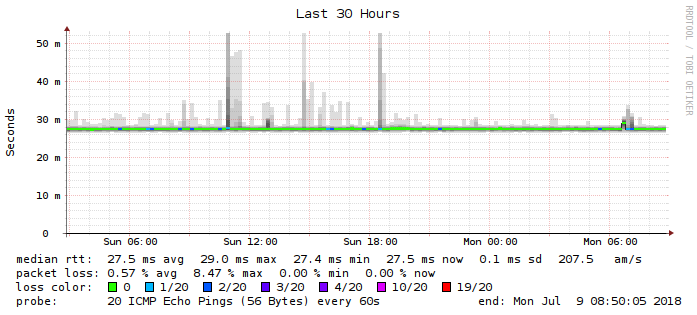 Last 30 Hours
RRDTOOL / TOBI OETIKER
Seconds
50 m
40 m
30 m
20 m
10 m
0
Sun 06:00 Sun 12:00 Sun 18:00 Mon 00:00 Mon 06:00
median rtt: 27.5 ms avg 29.0 ms max 27.4 ms min 27.5 ms now 0.1 ms sd 207.5 am/s
packet loss: 0.57 % avg 8.47 % max 0.00 % min 0.00 % now
loss color: 0 1/20 2/20 3/20 4/20 10/20 19/20
probe: 20 ICMP Echo Pings (56 Bytes) every 60s end: Mon Jul 9 08:50:05 2018